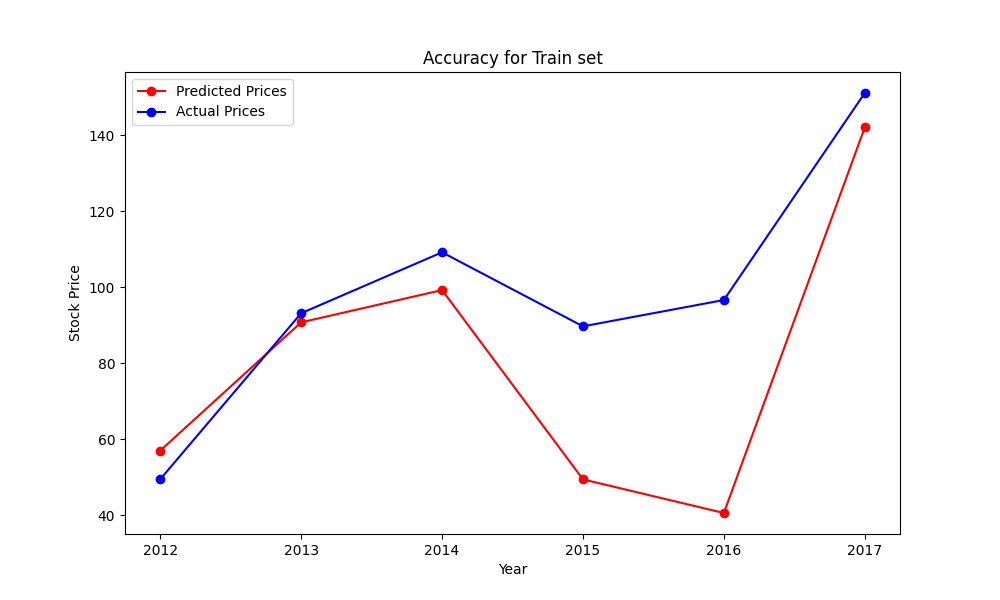 Accuracy for Train set
Predicted Prices
Actual Prices
Stock Price
140
120
100
80
60
40
2012 2013 2014 2015 2016 2017
Year